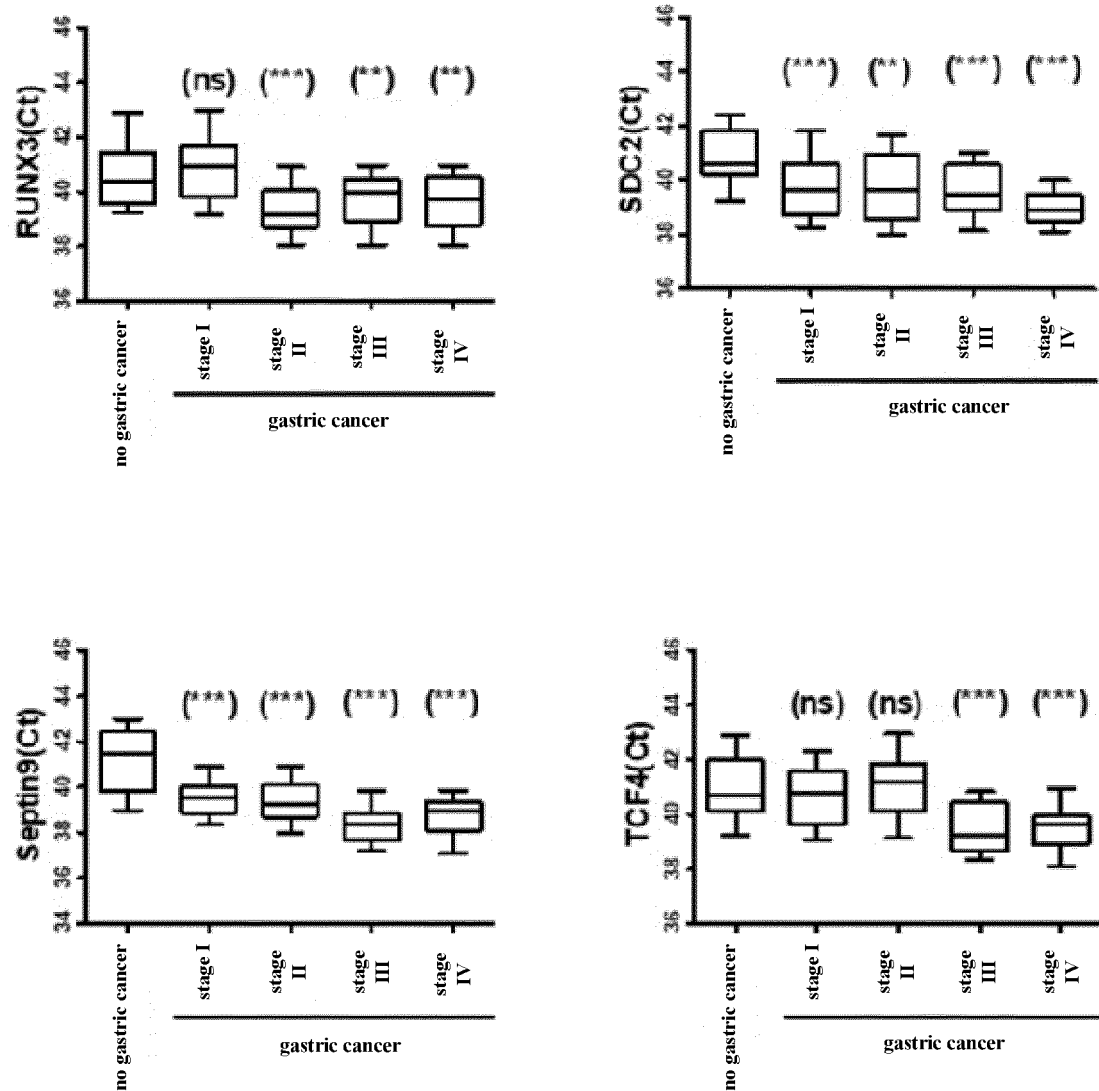 RUNX3(Ct)
46
44
42
40
38
36
(ns) (***) (**) (**)
no gastric cancer
stage I
stage
II
stage
III
stage
IV
gastric cancer
SDC2(Ct)
46
44
42
40
38
36
(***) (**) (***) (***)
no gastric cancer
stage I
stage
II
stage
III
stage
IV
gastric cancer
Septin9(Ct)
46
44
42
40
38
36
34
(***) (***) (***) (***)
no gastric cancer
stage I
stage
II
stage
III
stage
IV
gastric cancer
TCF4(Ct)
46
44
42
40
38
36
(ns) (ns) (***) (***)
no gastric cancer
stage I
stage
II
stage
III
stage
IV
gastric cancer